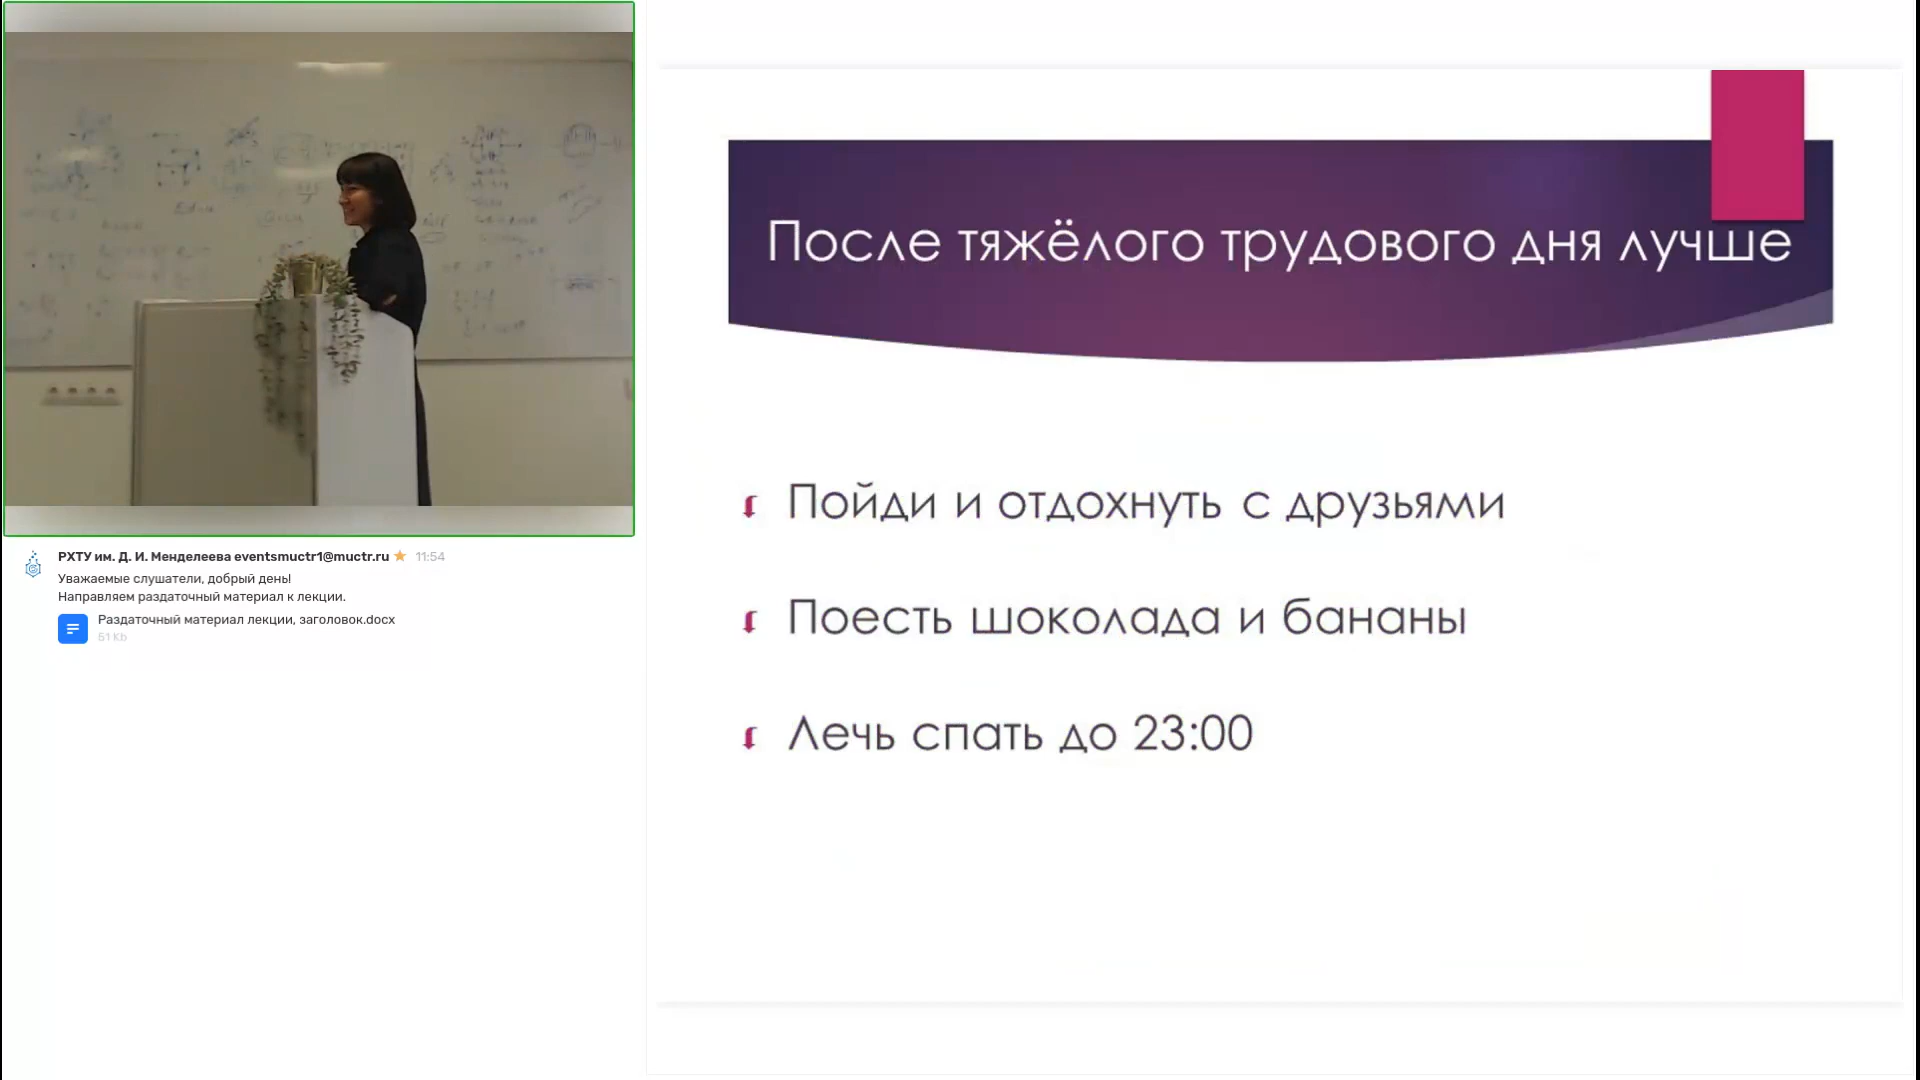 После тяжёлого трудового дня лучше
Пойди и отдохнуть с друзьями
Поесть шоколада и бананы
Лечь спать до 23:00
РХТУ им. Д. И. Менделеева eventsmuctr1@muctr.ru 11:54
Уважаемые слушатели, добрый день!
Направляем раздаточный материал к лекции.
Раздаточный материал лекции, заголовок.docx
51 Kb